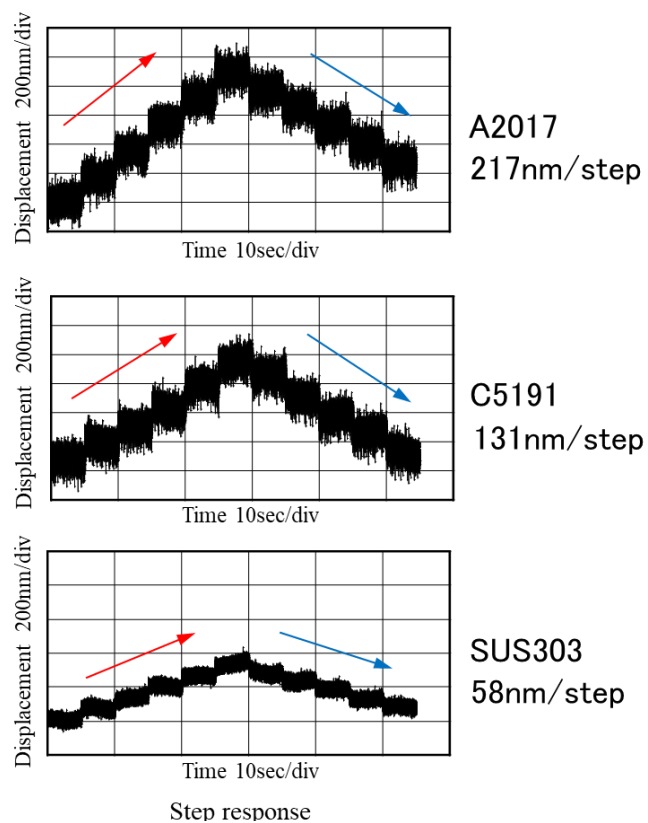 Displacement 200nm/div
A2017
217nm/step
Time 10sec/div
Displacement 200nm/div
C5191
131nm/step
Time 10sec/div
Displacement 200nm/div
SUS303
58nm/step
Time 10sec/div
Step response